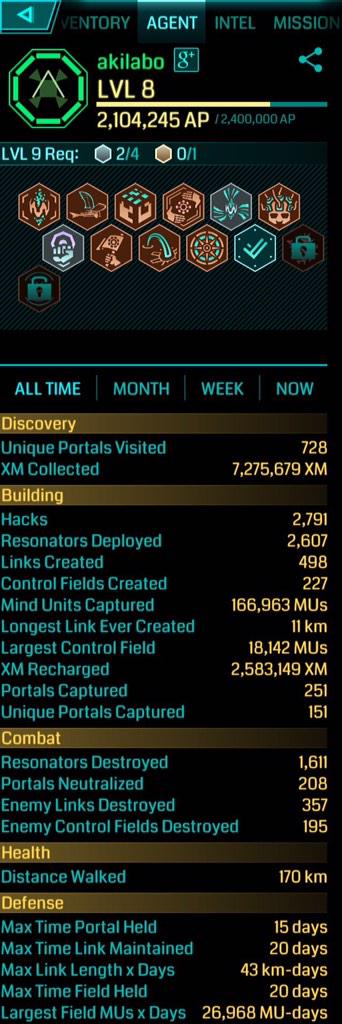 VENTORY AGENT INTEL MISSION
akilabo g+
LVL 8
2,104,245 AP / 2,400,000 AP
LVL 9 Req: 2/4 0/1
ALL TIME MONTH WEEK NOW
Discovery
Unique Portals Visited 728
XM Collected 7,275,679 XM
Building
Hacks 2,791
Resonators Deployed 2,607
Links Created 498
Control Fields Created 227
Mind Units Captured 166,963 MUs
Longest Link Ever Created 11 km
Largest Control Field 18,142 MUs
XM Recharged 2,583,149 XM
Portals Captured 251
Unique Portals Captured 151
Combat
Resonators Destroyed 1,611
Portals Neutralized 208
Enemy Links Destroyed 357
Enemy Control Fields Destroyed 195
Health
Distance Walked 170 km
Defense
Max Time Portal Held 15 days
Max Time Link Maintained 20 days
Max Link Length x Days 43 km-days
Max Time Field Held 20 days
Largest Field MUs x Days 26,968 MU-days